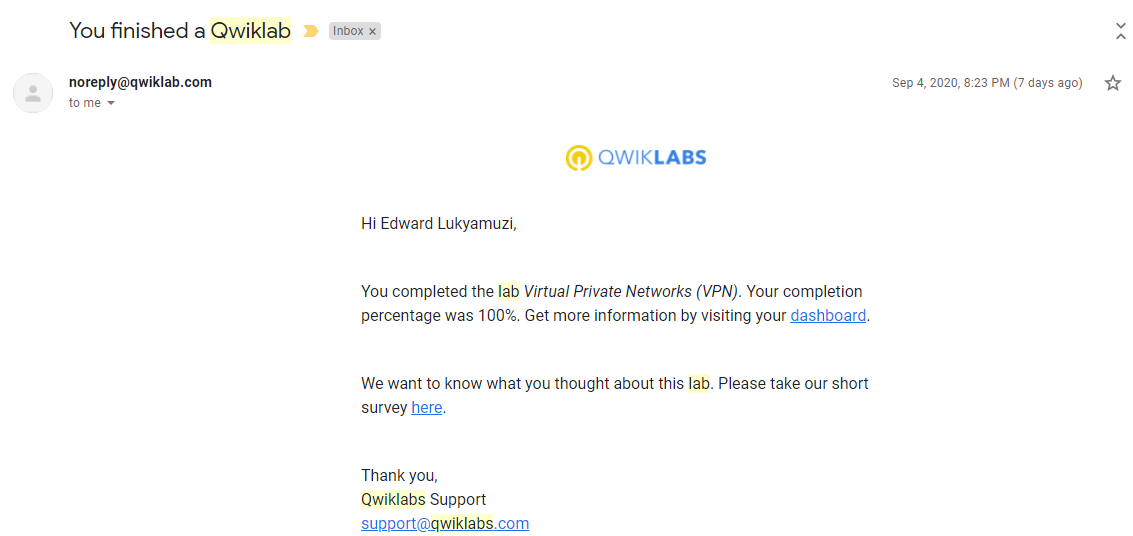 You finished a Qwiklab
Inbox ×
noreply@qwiklab.com
Sep 4, 2020, 8:23 PM (7 days ago)
to me
QWIKLABS
Hi Edward Lukyamuzi,
You completed the lab Virtual Private Networks (VPN). Your completion
percentage was 100%. Get more information by visiting your dashboard.
We want to know what you thought about this lab. Please take our short
survey here.
Thank you,
Qwiklabs Support
support@qwiklabs.com